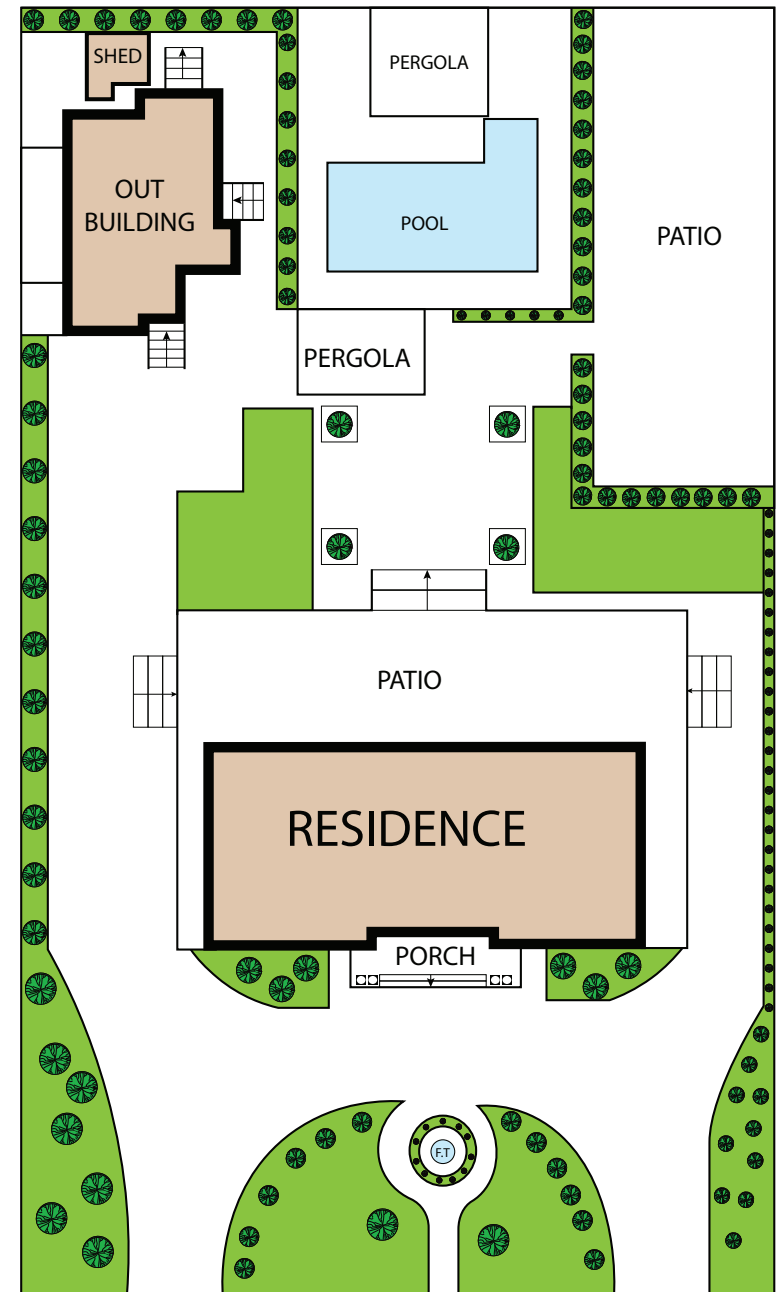 SHED
PERGOLA
OUT
BUILDING
POOL
PATIO
PERGOLA
PATIO
RESIDENCE
PORCH
F.T